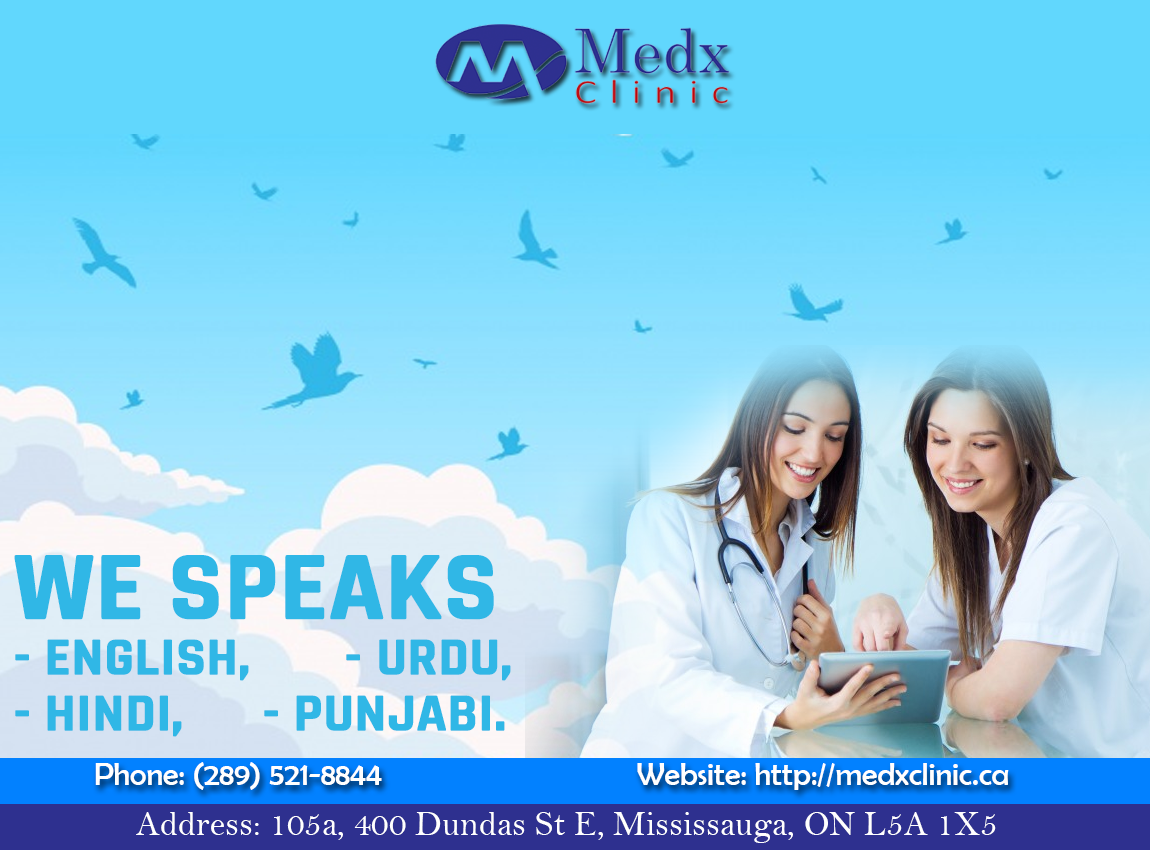 Medx
Clinic
WE SPEAKS
- ENGLISH, - URDU,
- HINDI, - PUNJABI.
Phone: (289) 521-8844 Website: http://medxclinic.ca
Address: 105a, 400 Dundas St E, Mississauga, ON L5A 1X5